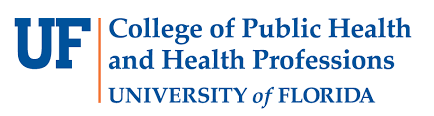 UF
College of Public Health
and Health Professions
UNIVERSITY of FLORIDA